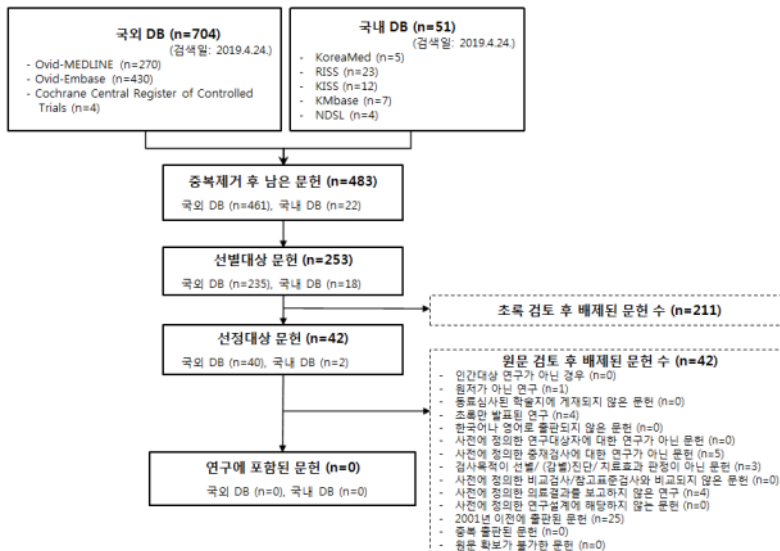 국외 DB (n=704)
(검색일: 2019.4.24.)
- Ovid-MEDLINE (n=270)
- Ovid-Embase (n=430)
- Cochrane Central Register of Controlled
Trials (n=4)
국내 DB (n=51)
(검색일: 2019.4.24.)
- KoreaMed (n=5)
- RISS (n=23)
- KISS (n=12)
- KMbase (n=7)
- NDSL (n=4)
중복제거 후 남은 문헌 (n=483)
국외 DB (n=461), 국내 DB (n=22)
선별대상 문헌 (n=253)
국외 DB (n=235), 국내 DB (n=18)
초록 검토 후 배제된 문헌 수 (n=211)
선정대상 문헌 (n=42)
국외 DB (n=40), 국내 DB (n=2)
원문 검토 후 배제된 문헌 수 (n=42)
- 인간대상 연구가 아닌 경우 (n=0)
- 원저가 아닌 연구 (n=1)
- 동료심사된 학술지에 게재되지 않은 문헌 (n=0)
- 초록만 발표된 연구 (n=4)
- 한국어나 영어로 출판되지 않은 문헌 (n=0)
- 사전에 정의한 연구대상자에 대한 연구가 아닌 문헌 (n=0)
- 사전에 정의한 중재검사에 대한 연구가 아닌 문헌 (n=5)
- 검사목적이 선별/ (감별)진단/ 치료효과 판정이 아닌 문헌 (n=3)
- 사전에 정의한 비교검사/참고표준검사와 비교되지 않은 문헌 (n=0)
- 사전에 정의한 의료결과를 보고하지 않은 연구 (n=4)
- 사전에 정의한 연구설계에 해당하지 않는 문헌 (n=0)
- 2001년 이전에 출판된 문헌 (n=25)
- 중복 출판된 문헌 (n=0)
- 원문 확보가 불가한 문헌 (n=0)
연구에 포함된 문헌 (n=0)
국외 DB (n=0), 국내 DB (n=0)